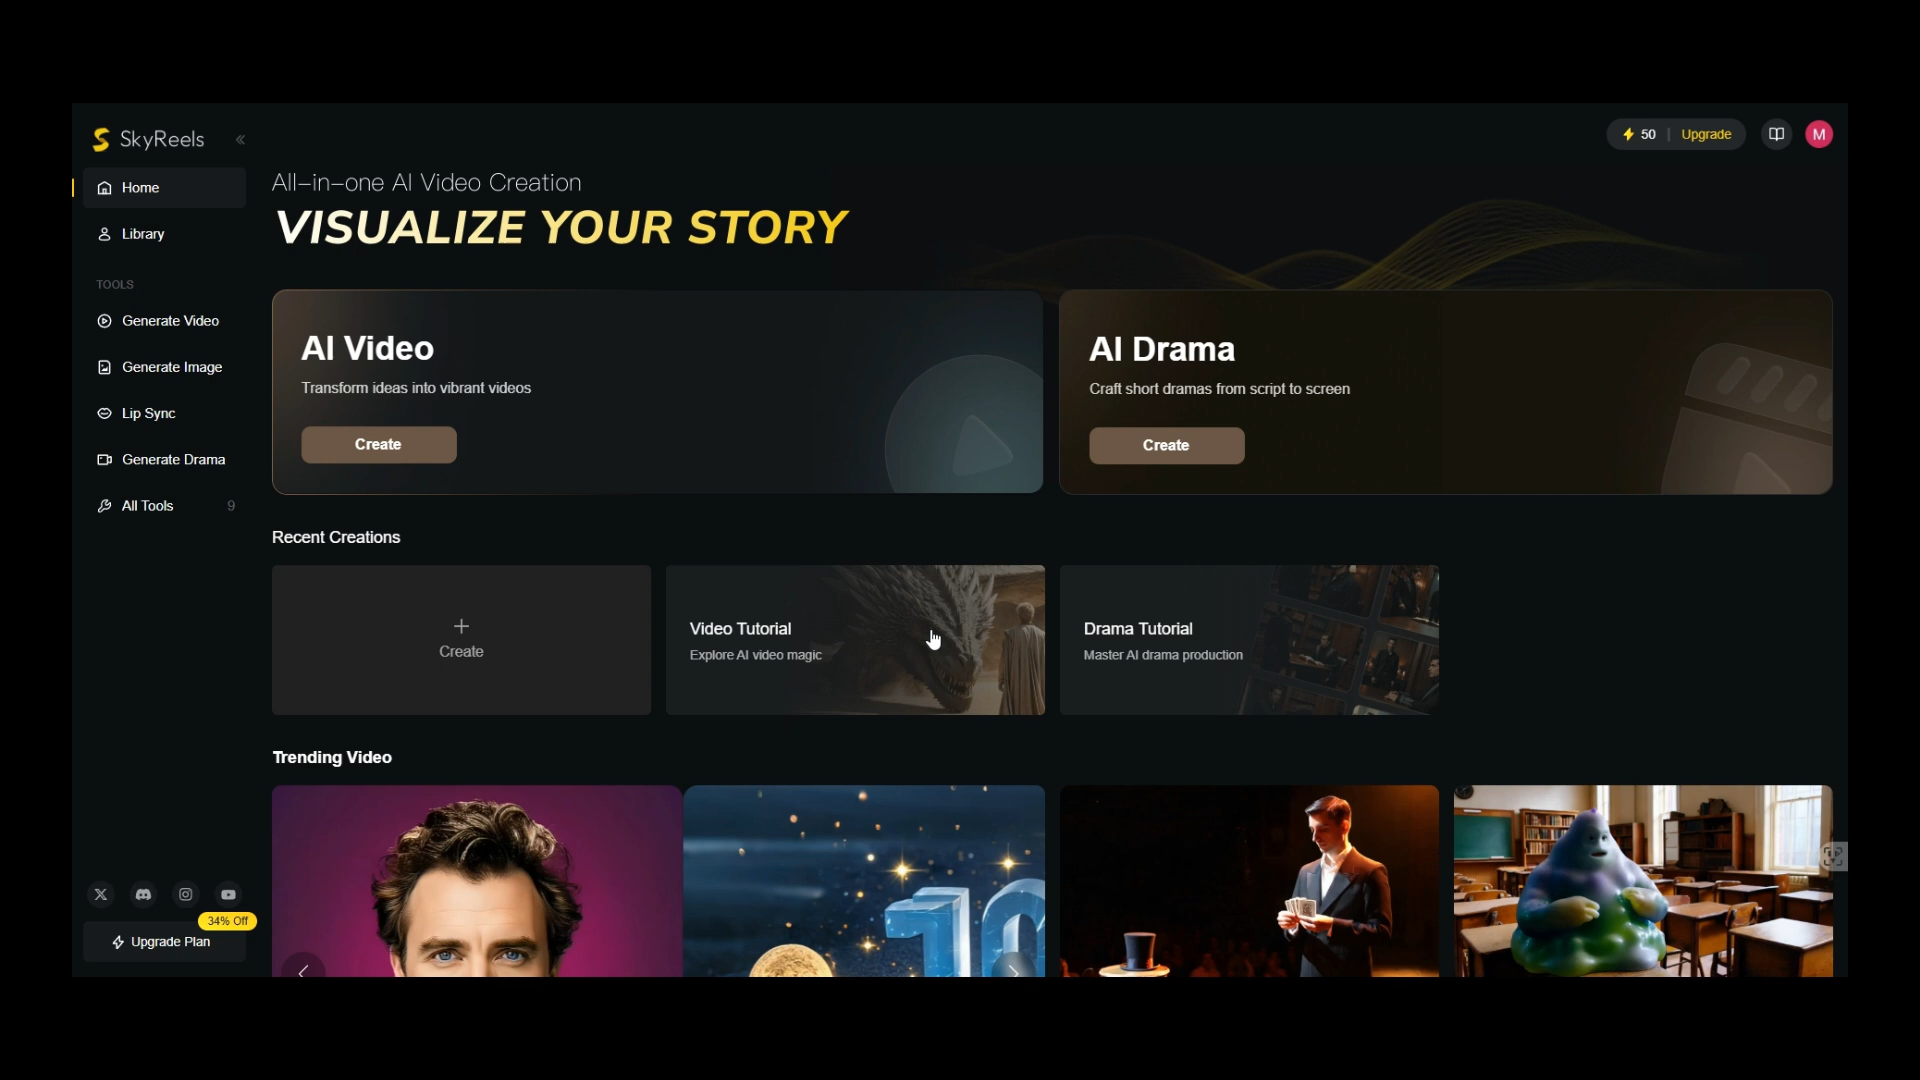 SkyReels
50 | Upgrade
M
Home
Library
TOOLS
Generate Video
Generate Image
Lip Sync
Generate Drama
All Tools 9
34% Off
Upgrade Plan
All-in-one AI Video Creation
VISUALIZE YOUR STORY
AI Video
Transform ideas into vibrant videos
Create
AI Drama
Craft short dramas from script to screen
Create
Recent Creations
+
Create
Video Tutorial
Explore AI video magic
Drama Tutorial
Master AI drama production
Trending Video
10